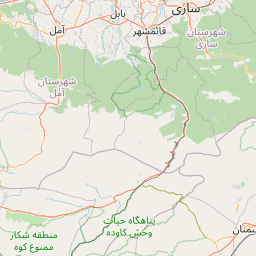 ساری
بابل
آمل
قائمشهر
شهرستان
ساری
شهرستان
آمل
پناهگاه حیات
وحش کاوده
منطقه شکار
ممنوع کوه